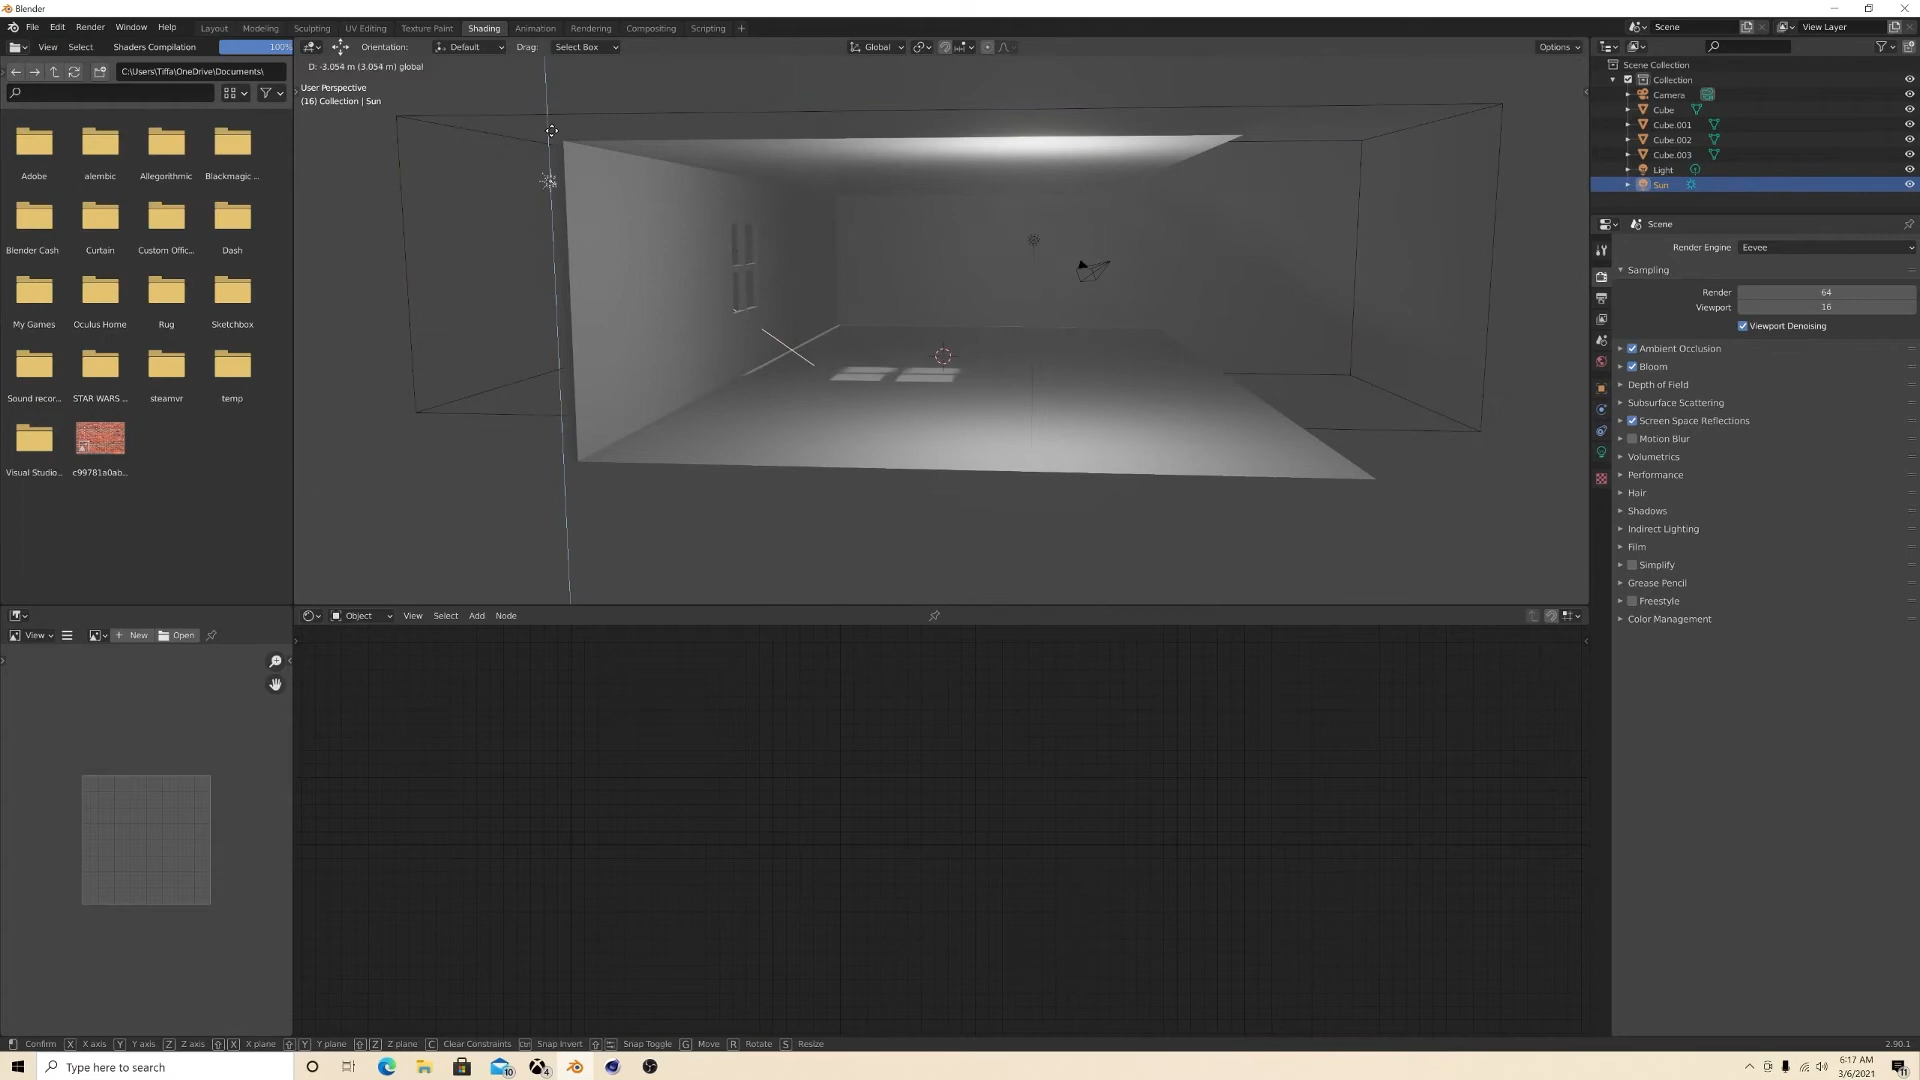 Blender
File Edit Render Window Help
Layout Modeling Sculpting UV Editing Texture Paint Shading Animation Rendering Compositing Scripting +
Scene
View Layer
View Select Shaders Compilation 100%
Orientation: Default Drag: Select Box
Global
Options
C:\Users\Tiffa\OneDrive\Documents\
D: -3.054 m (3.054 m) global
User Perspective
(16) Collection | Sun
Adobe alembic Allegorithmic Blackmagic ...
Blender Cash Curtain Custom Offic... Dash
My Games Oculus Home Rug Sketchbox
Sound recor... STAR WARS ... steamvr temp
Visual Studio... c99781a0ab...
Scene Collection
Collection
Camera
Cube
Cube.001
Cube.002
Cube.003
Light
Sun
Scene
Render Engine Eevee
Sampling
Render 64
Viewport 16
Viewport Denoising
Ambient Occlusion
Bloom
Depth of Field
Subsurface Scattering
Screen Space Reflections
Motion Blur
Volumetrics
Performance
Hair
Shadows
Indirect Lighting
Film
Simplify
Grease Pencil
Freestyle
Color Management
View + New Open
Object View Select Add Node
Confirm X X axis Y Y axis Z Z axis X X plane Y Y plane Z Z plane C Clear Constraints Ctrl Snap Invert Snap Toggle G Move R Rotate S Resize
2.90.1
Type here to search
10
4
6:17 AM
3/6/2021
11